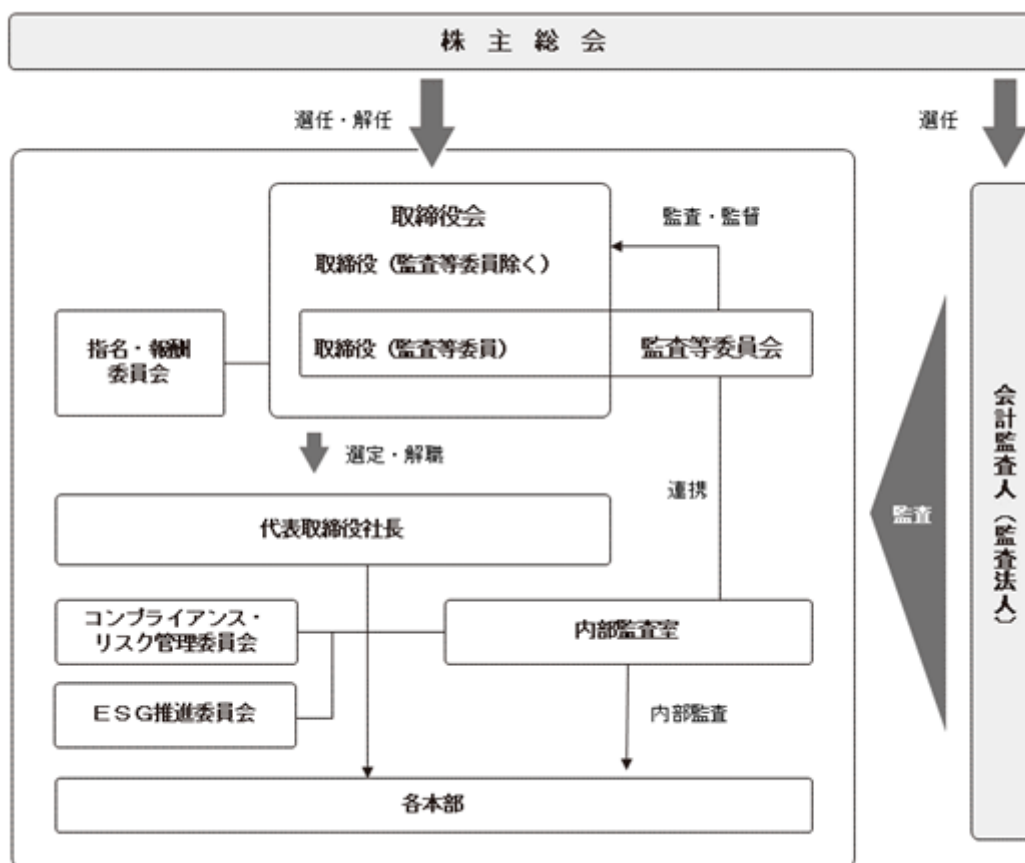 株主総会
選任・解任
選任
取締役会
監査・監督
取締役（監査等委員除く）
指名・報酬
委員会
取締役（監査等委員）
監査等委員会
選定・解職
連携
監査
会計監査人（監査法人）
代表取締役社長
コンプライアンス・
リスク管理委員会
内部監査室
ＥＳＧ推進委員会
内部監査
各本部